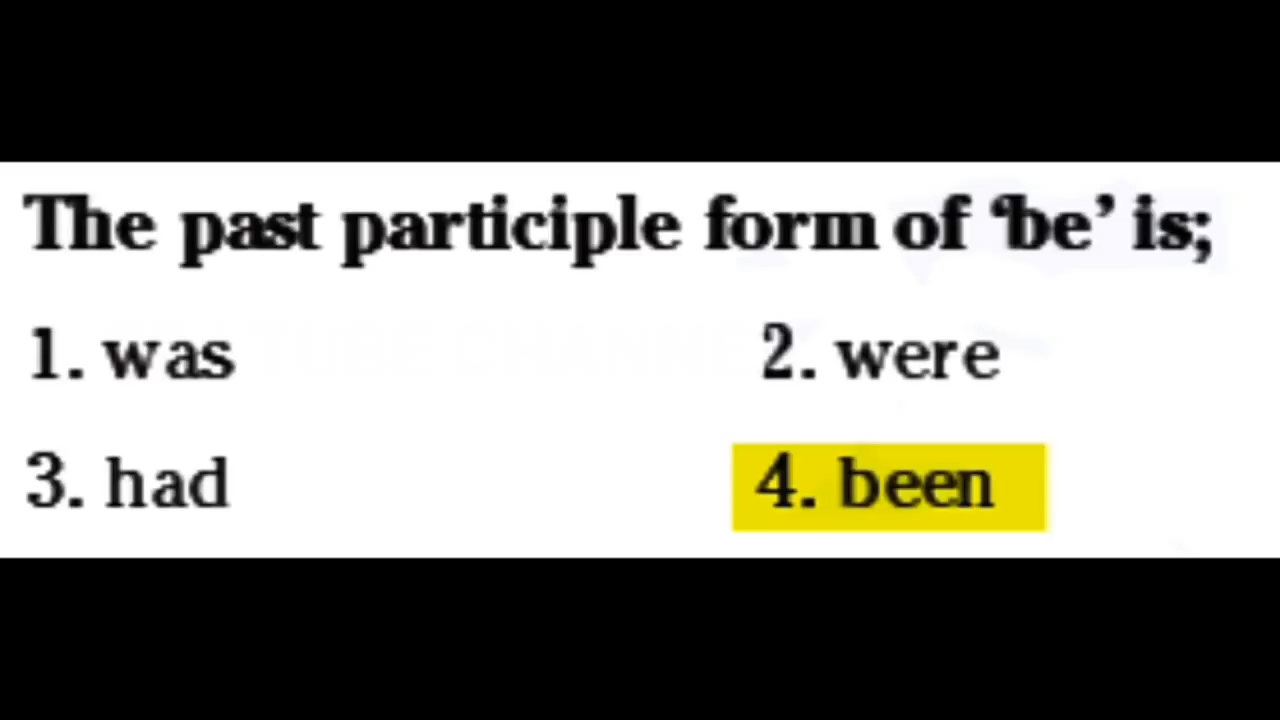 The past participle form of ‘be’ is;
1. was 2. were
3. had 4. been